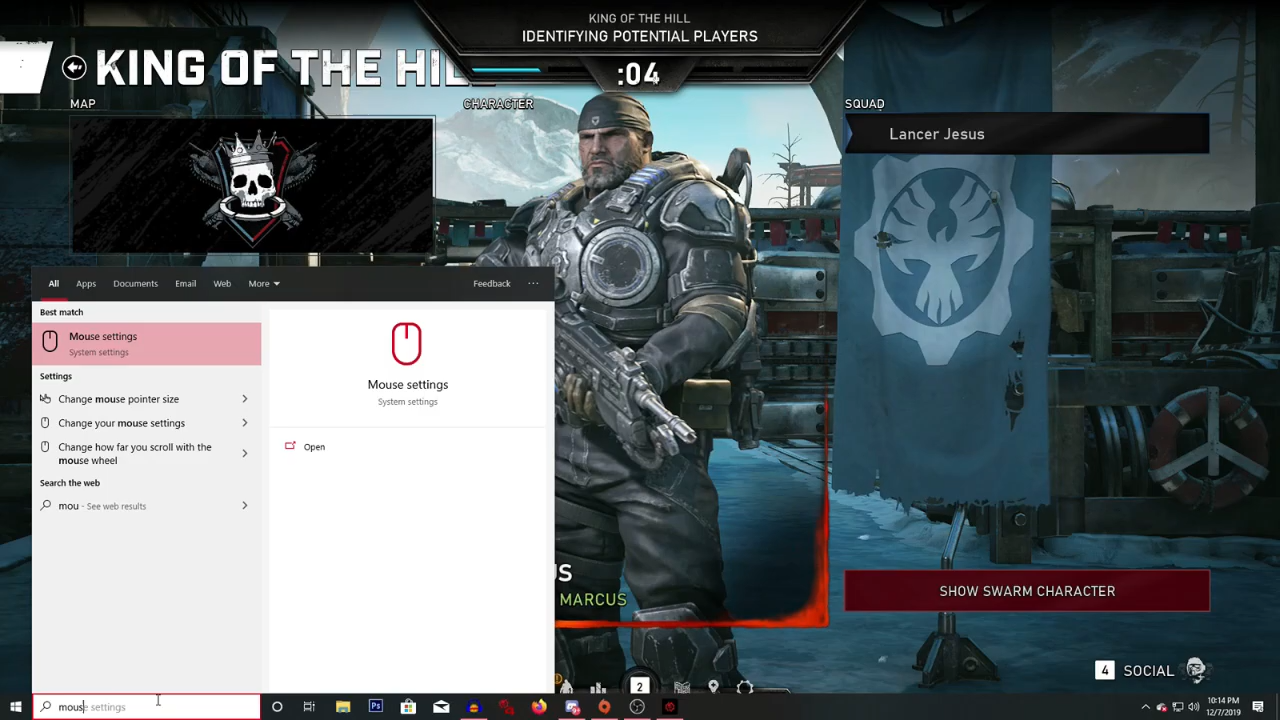 KING OF THE HILL
IDENTIFYING POTENTIAL PLAYERS
:04
KING OF THE HIL
MAP
CHARACTER
SQUAD
Lancer Jesus
All
Apps
Documents
Email
Web
More
Feedback
...
Best match
Mouse settings
System settings
Settings
Change mouse pointer size
Change your mouse settings
Change how far you scroll with the
mouse wheel
Search the web
mou - See web results
Mouse settings
System settings
Open
US
MARCUS
SHOW SWARM CHARACTER
2
4 SOCIAL
mouse settings
10:14 PM
12/7/2019